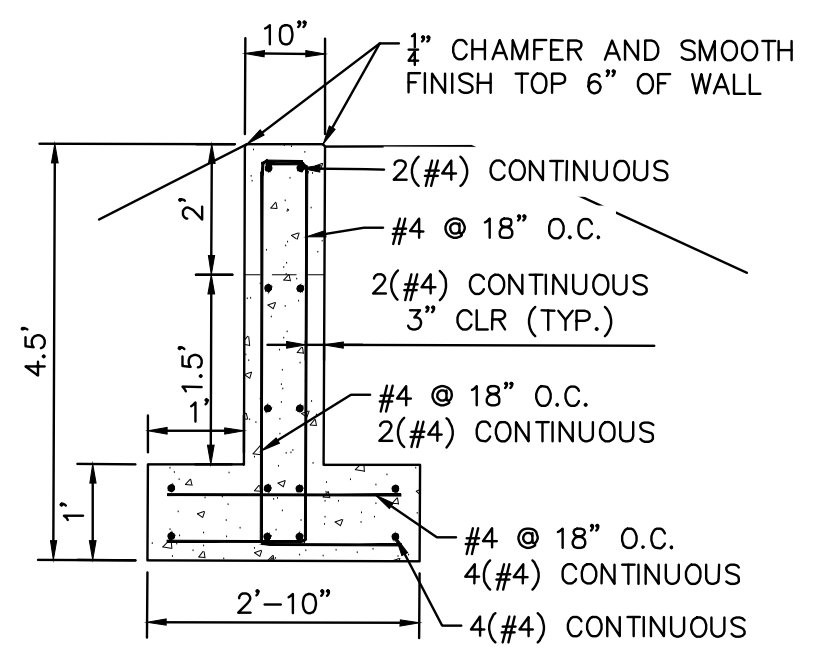 10”
¼” CHAMFER AND SMOOTH
FINISH TOP 6” OF WALL
2(#4) CONTINUOUS
2'
#4 @ 18” O.C.
2(#4) CONTINUOUS
3” CLR (TYP.)
4.5'
1.5'
1'
#4 @ 18” O.C.
2(#4) CONTINUOUS
1'
#4 @ 18” O.C.
4(#4) CONTINUOUS
2'-10”
4(#4) CONTINUOUS